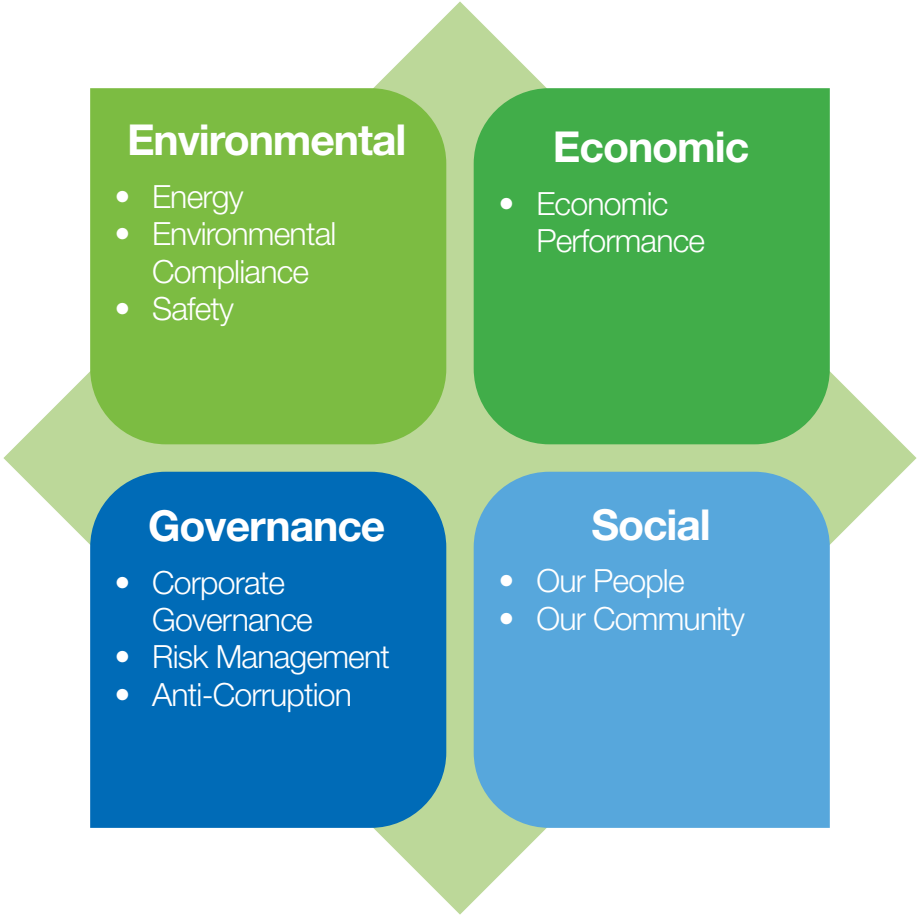 Environmental
• Energy
• Environmental
Compliance
• Safety
Economic
• Economic
Performance
Governance
• Corporate
Governance
• Risk Management
• Anti-Corruption
Social
• Our People
• Our Community